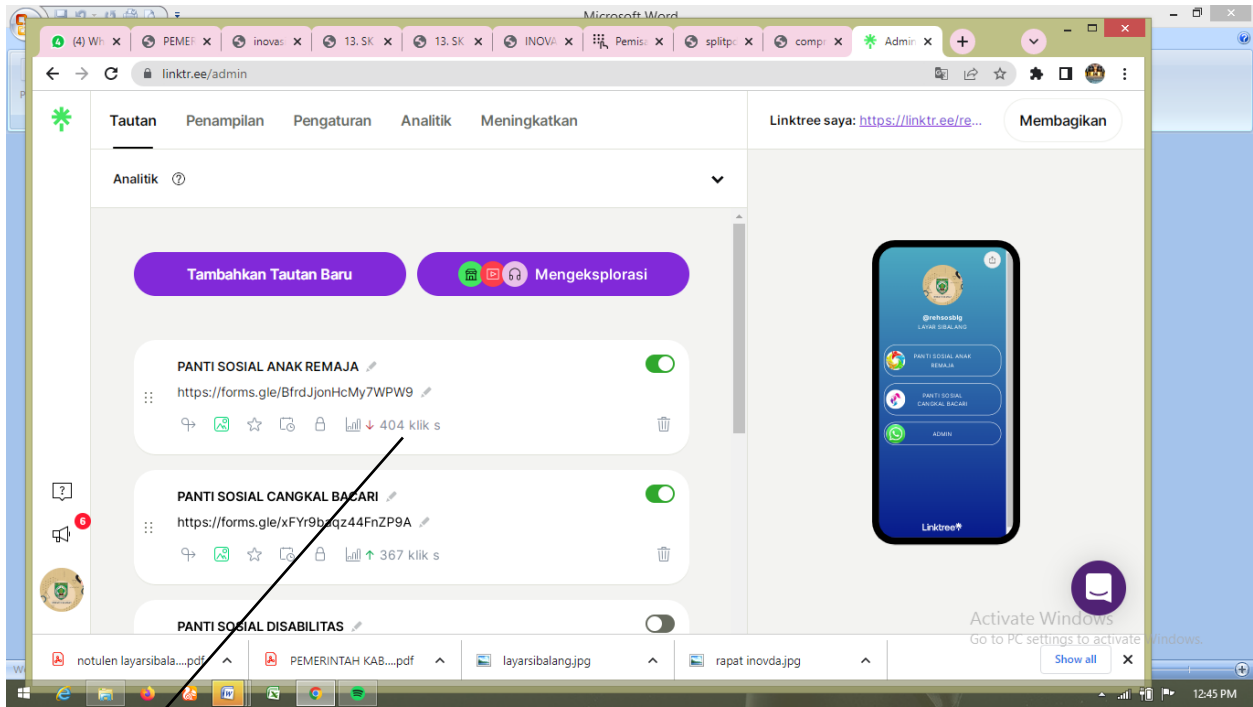 Microsoft Word
(4) Wh
PEMEF
inovas
13. SK
13. SK
INOVA
Pemisa
splitpc
compr
Admin
linktr.ee/admin
Tautan Penampilan Pengaturan Analitik Meningkatkan
Linktree saya: https://linktr.ee/re...
Membagikan
Analitik
Tambahkan Tautan Baru
Mengeksplorasi
PANTI SOSIAL ANAK REMAJA
https://forms.gle/BfrdJjonHcMy7WPW9
404 klik s
PANTI SOSIAL CANGKAL BACARI
https://forms.gle/xFYr9baqz44FnZP9A
367 klik s
PANTI SOSIAL DISABILITAS
6
@rehsosblg
LAYAR SIBALANG
PANTI SOSIAL ANAK
REMAJA
PANTI SOSIAL
CANGKAL BACARI
ADMIN
Linktree
Activate Windows
Go to PC settings to activate Windows.
notulen layarsibala....pdf
PEMERINTAH KAB....pdf
layarsibalang.jpg
rapat inovda.jpg
Show all
12:45 PM